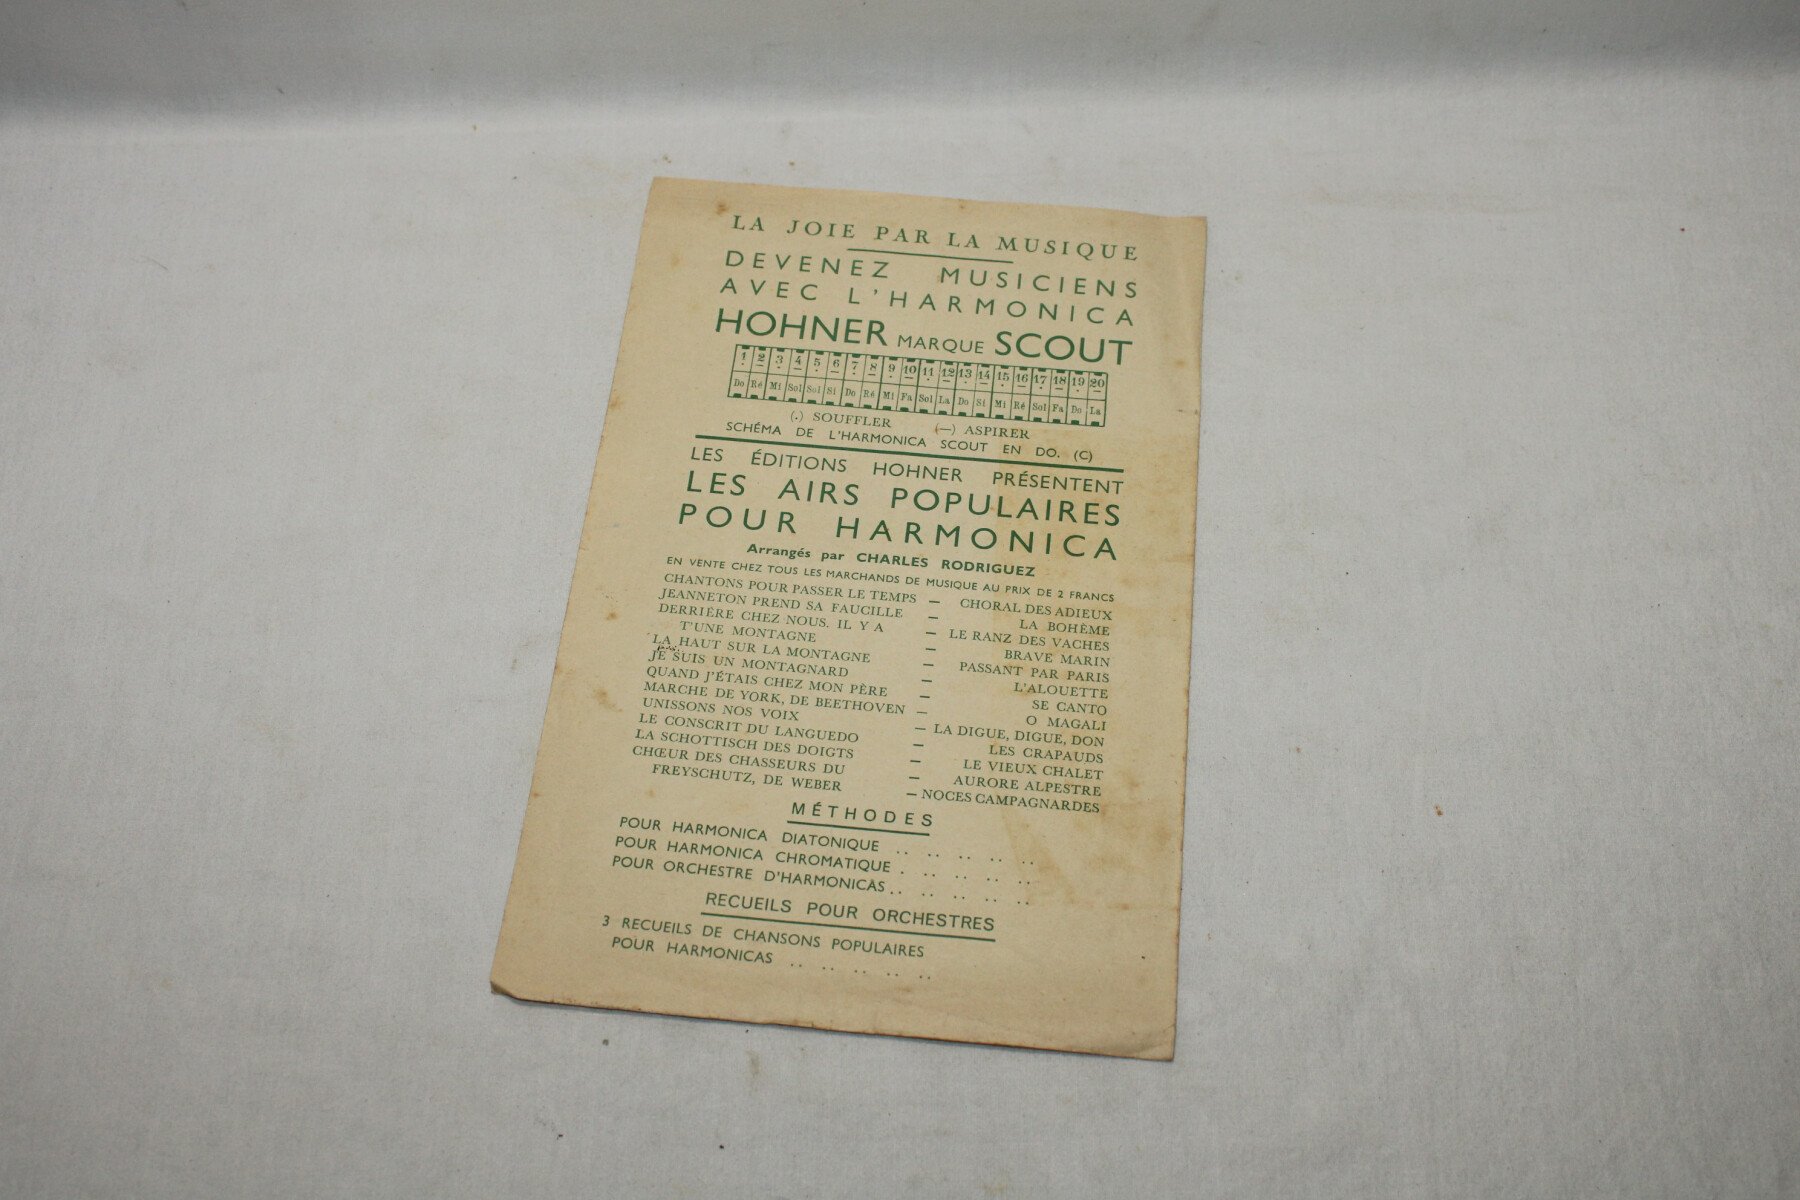 LA JOIE PAR LA MUSIQUE
DEVENEZ MUSICIENS
AVEC L'HARMONICA
HOHNER MARQUE SCOUT
1 2 3 4 5 6 7 8 9 10 11 12 13 14 15 16 17 18 19 20
Do Ré Mi Sol Sol Si Do Ré Mi Fa Sol La Do Si Mi Ré Sol Fa Do La
(.) SOUFFLER (—) ASPIRER
SCHÉMA DE L'HARMONICA SCOUT EN DO. (C)
LES ÉDITIONS HOHNER PRÉSENTENT
LES AIRS POPULAIRES
POUR HARMONICA
Arrangés par CHARLES RODRIGUEZ
EN VENTE CHEZ TOUS LES MARCHANDS DE MUSIQUE AU PRIX DE 2 FRANCS
CHANTONS POUR PASSER LE TEMPS — CHORAL DES ADIEUX
JEANNETON PREND SA FAUCILLE — LA BOHÈME
DERRIÈRE CHEZ NOUS. IL Y A — LE RANZ DES VACHES
T'UNE MONTAGNE — BRAVE MARIN
LA HAUT SUR LA MONTAGNE — PASSANT PAR PARIS
JE SUIS UN MONTAGNARD — L'ALOUETTE
QUAND J'ÉTAIS CHEZ MON PÈRE — SE CANTO
MARCHE DE YORK, DE BEETHOVEN — O MAGALI
UNISSONS NOS VOIX — LA DIGUE, DIGUE, DON
LE CONSCRIT DU LANGUEDO — LES CRAPAUDS
LA SCHOTTISCH DES DOIGTS — LE VIEUX CHALET
CHŒUR DES CHASSEURS DU — AURORE ALPESTRE
FREYSCHUTZ, DE WEBER — NOCES CAMPAGNARDES
MÉTHODES
POUR HARMONICA DIATONIQUE .. .. .. .. ..
POUR HARMONICA CHROMATIQUE . .. .. .. ..
POUR ORCHESTRE D'HARMONICAS .. .. .. .. ..
RECUEILS POUR ORCHESTRES
3 RECUEILS DE CHANSONS POPULAIRES
POUR HARMONICAS .. .. .. .. ..